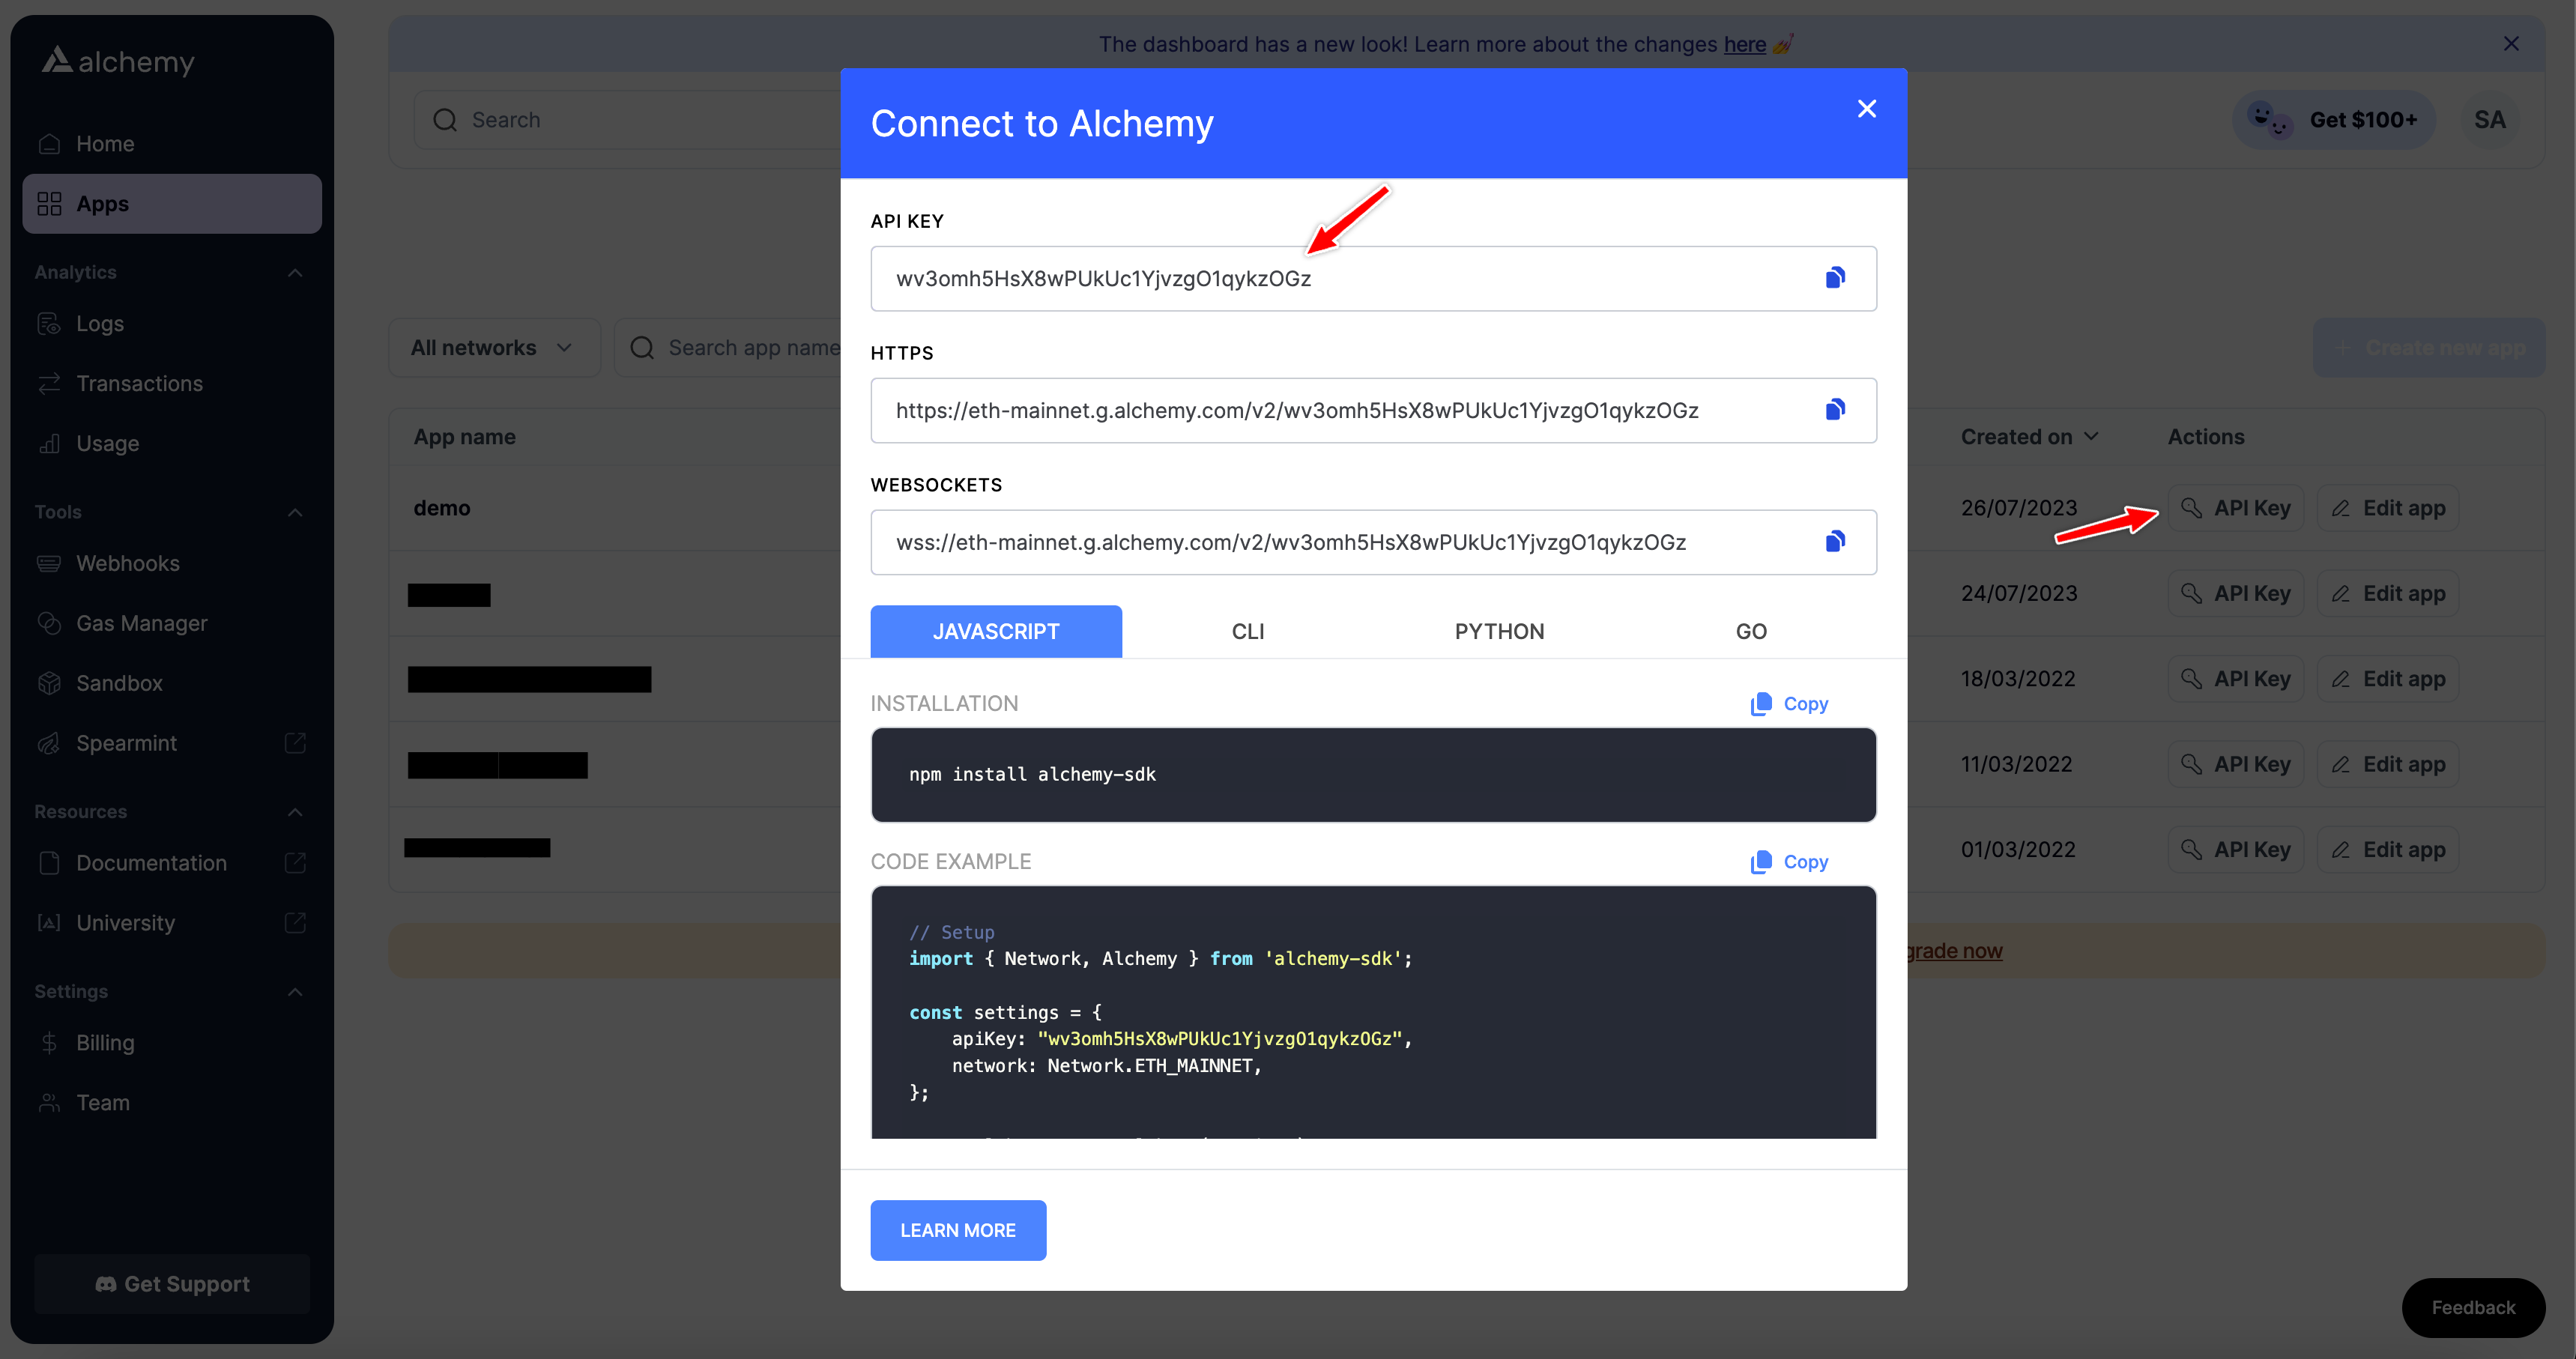 alchemy
Home
Apps
Analytics
Logs
Transactions
Usage
Tools
Webhooks
Gas Manager
Sandbox
Spearmint
Resources
Documentation
University
Settings
Billing
Team
Get Support
The dashboard has a new look! Learn more about the changes here 💅
Search
Get $100+
SA
All networks
Search app name
Create new app
App name
Created on
Actions
demo
26/07/2023
API Key
Edit app
24/07/2023
API Key
Edit app
18/03/2022
API Key
Edit app
11/03/2022
API Key
Edit app
01/03/2022
API Key
Edit app
grade now
Connect to Alchemy
API KEY
wv3omh5HsX8wPUkUc1YjvzgO1qykzOGz
HTTPS
https://eth-mainnet.g.alchemy.com/v2/wv3omh5HsX8wPUkUc1YjvzgO1qykzOGz
WEBSOCKETS
wss://eth-mainnet.g.alchemy.com/v2/wv3omh5HsX8wPUkUc1YjvzgO1qykzOGz
JAVASCRIPT
CLI
PYTHON
GO
INSTALLATION
Copy
npm install alchemy-sdk
CODE EXAMPLE
Copy
// Setup
import { Network, Alchemy } from 'alchemy-sdk';
const settings = {
apiKey: "wv3omh5HsX8wPUkUc1YjvzgO1qykzOGz",
network: Network.ETH_MAINNET,
};
LEARN MORE
Feedback